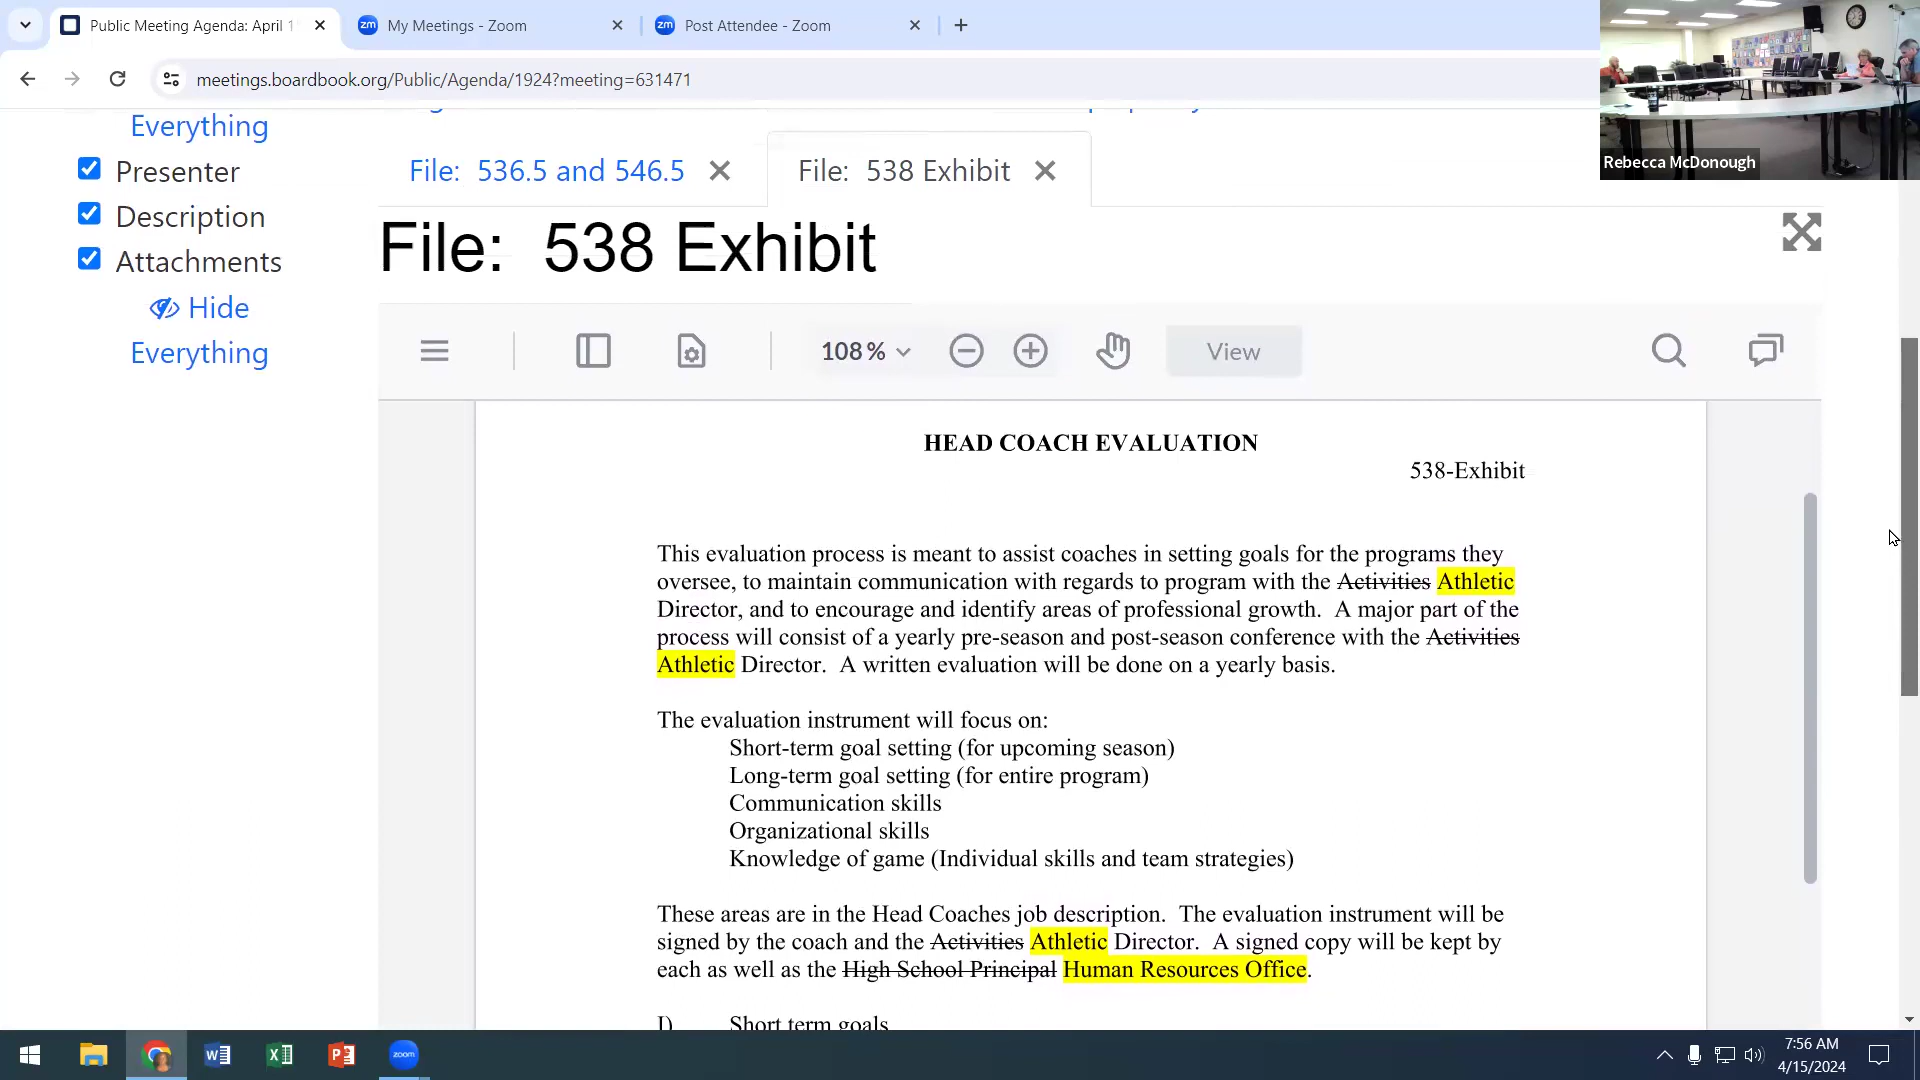 Public Meeting Agenda: April 1
My Meetings - Zoom
Post Attendee - Zoom
meetings.boardbook.org/Public/Agenda/1924?meeting=631471
Rebecca McDonough
Everything
Presenter
Description
Attachments
Hide
Everything
File: 536.5 and 546.5
File: 538 Exhibit
File: 538 Exhibit
108%
View
HEAD COACH EVALUATION
538-Exhibit
This evaluation process is meant to assist coaches in setting goals for the programs they
oversee, to maintain communication with regards to program with the Activities Athletic
Director, and to encourage and identify areas of professional growth. A major part of the
process will consist of a yearly pre-season and post-season conference with the Activities
Athletic Director. A written evaluation will be done on a yearly basis.
The evaluation instrument will focus on:
Short-term goal setting (for upcoming season)
Long-term goal setting (for entire program)
Communication skills
Organizational skills
Knowledge of game (Individual skills and team strategies)
These areas are in the Head Coaches job description. The evaluation instrument will be
signed by the coach and the Activities Athletic Director. A signed copy will be kept by
each as well as the High School Principal Human Resources Office.
I) Short term goals
zoom
7:56 AM
4/15/2024